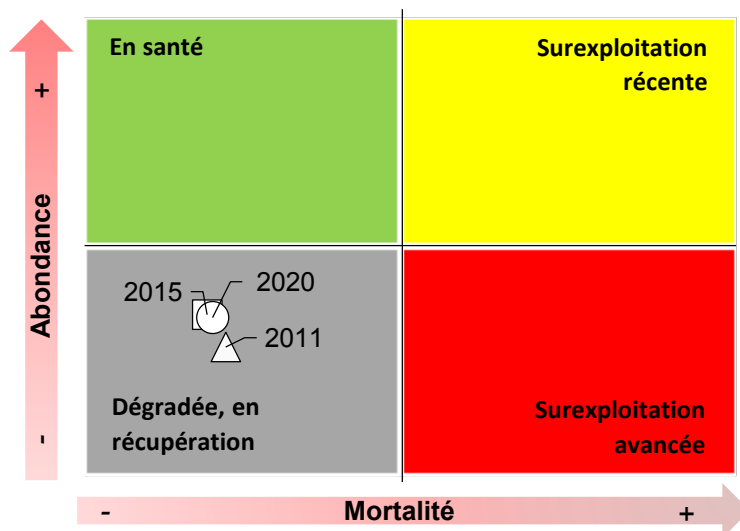 En santé
Surexploitation
récente
+
Abondance
-
2015
2020
2011
Dégradée, en
récupération
Surexploitation
avancée
-
Mortalité
+